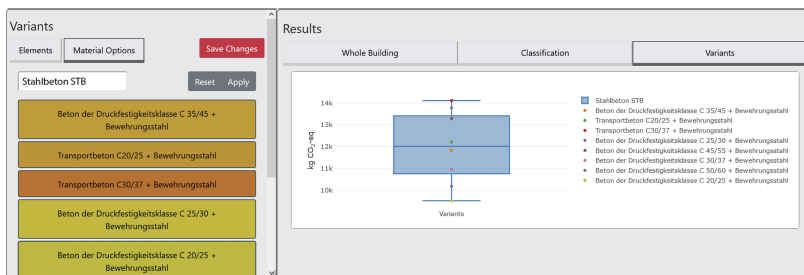 Variants
Elements
Material Options
Save Changes
Stahlbeton STB
Reset
Apply
Beton der Druckfestigkeitsklasse C 35/45 +
Bewehrungsstahl
Transportbeton C20/25 + Bewehrungsstahl
Transportbeton C30/37 + Bewehrungsstahl
Beton der Druckfestigkeitsklasse C 25/30 +
Bewehrungsstahl
Beton der Druckfestigkeitsklasse C 20/25 +
Bewehrungsstahl
Results
Whole Building
Classification
Variants
kg CO₂-eq
14k
13k
12k
11k
10k
Variants
Stahlbeton STB
Beton der Druckfestigkeitsklasse C 35/45 + Bewehrungsstahl
Transportbeton C20/25 + Bewehrungsstahl
Transportbeton C30/37 + Bewehrungsstahl
Beton der Druckfestigkeitsklasse C 25/30 + Bewehrungsstahl
Beton der Druckfestigkeitsklasse C 45/55 + Bewehrungsstahl
Beton der Druckfestigkeitsklasse C 30/37 + Bewehrungsstahl
Beton der Druckfestigkeitsklasse C 50/60 + Bewehrungsstahl
Beton der Druckfestigkeitsklasse C 20/25 + Bewehrungsstahl